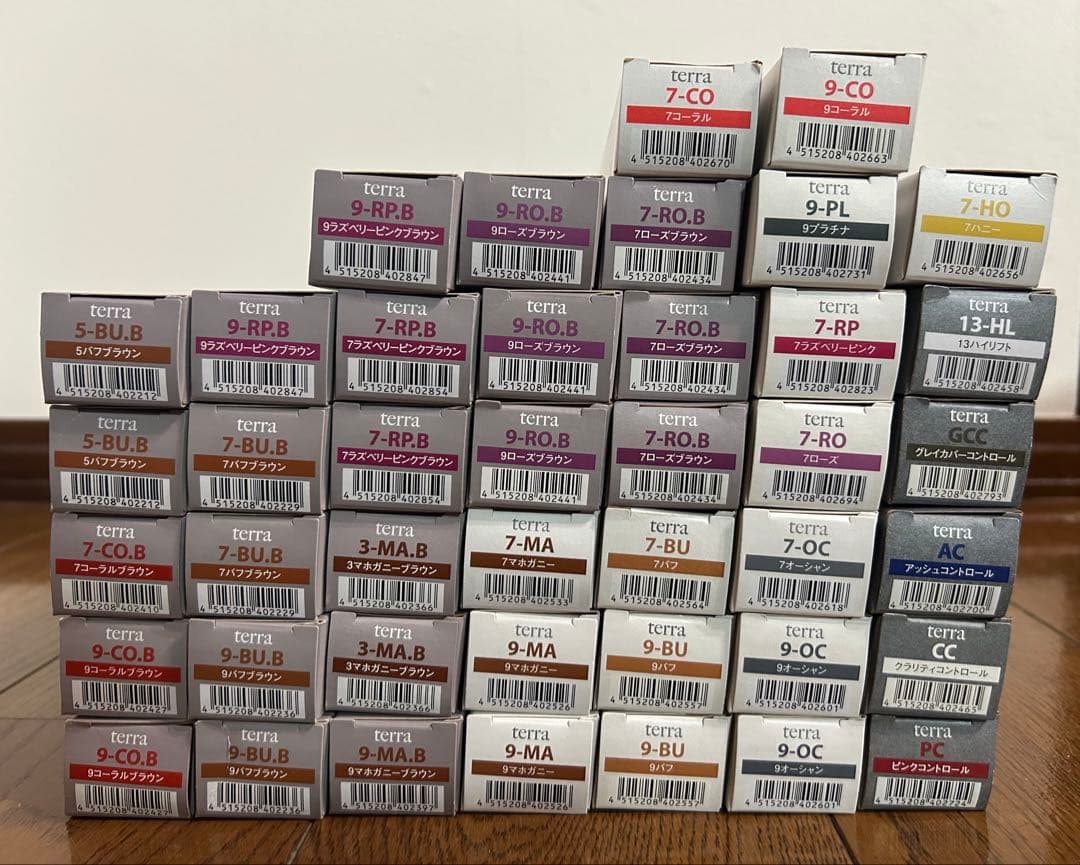 terra
7-CO
7コーラル
4 515208 402670
terra
9-CO
9コーラル
4 515208 402663
terra
9-RP.B
9ラズベリーピンクブラウン
4 515208 402847
terra
9-RO.B
9ローズブラウン
4 515208 402441
terra
7-RO.B
7ローズブラウン
4 515208 402434
terra
9-PL
9プラチナ
4 515208 402731
terra
7-HO
7ハニー
4 515208 402656
terra
5-BU.B
5バフブラウン
4 515208 402212
terra
9-RP.B
9ラズベリーピンクブラウン
4 515208 402847
terra
7-RP.B
7ラズベリーピンクブラウン
4 515208 402854
terra
9-RO.B
9ローズブラウン
4 515208 402441
terra
7-RO.B
7ローズブラウン
4 515208 402434
terra
7-RP
7ラズベリーピンク
4 515208 402823
terra
13-HL
13ハイリフト
4 515208 402458
terra
5-BU.B
5バフブラウン
4 515208 402212
terra
7-BU.B
7バフブラウン
4 515208 402229
terra
7-RP.B
7ラズベリーピンクブラウン
4 515208 402854
terra
9-RO.B
9ローズブラウン
4 515208 402441
terra
7-RO.B
7ローズブラウン
4 515208 402434
terra
7-RO
7ローズ
4 515208 402694
terra
GCC
グレイカバーコントロール
4 515208 402793
terra
7-CO.B
7コーラルブラウン
4 515208 402410
terra
7-BU.B
7バフブラウン
4 515208 402229
terra
3-MA.B
3マホガニーブラウン
4 515208 402366
terra
7-MA
7マホガニー
4 515208 402533
terra
7-BU
7バフ
4 515208 402564
terra
7-OC
7オーシャン
4 515208 402618
terra
AC
アッシュコントロール
4 515208 402700
terra
9-CO.B
9コーラルブラウン
4 515208 402427
terra
9-BU.B
9バフブラウン
4 515208 402236
terra
3-MA.B
3マホガニーブラウン
4 515208 402366
terra
9-MA
9マホガニー
4 515208 402526
terra
9-BU
9バフ
4 515208 402557
terra
9-OC
9オーシャン
4 515208 402601
terra
CC
クラリティコントロール
4 515208 402465
terra
9-CO.B
9コーラルブラウン
4 515208 402427
terra
9-BU.B
9バフブラウン
4 515208 402236
terra
9-MA.B
9マホガニーブラウン
4 515208 402397
terra
9-MA
9マホガニー
4 515208 402526
terra
9-BU
9バフ
4 515208 402557
terra
9-OC
9オーシャン
4 515208 402601
terra
PC
ピンクコントロール
4 515208 402724